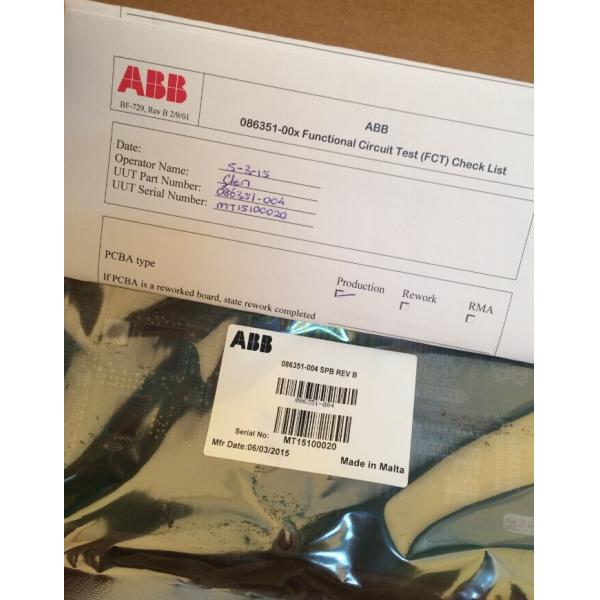 ABB
BF-729, Rev B 2/9/01
ABB
086351-00x Functional Circuit Test (FCT) Check List
Date: 5-3-15
Operator Name: Glen
UUT Part Number: 086351-004
UUT Serial Number: MT15100020
PCBA type
Production
Rework
RMA
If PCBA is a reworked board, state rework completed
ABB
086351-004 SPB REV B
086351-004
Serial No: MT15100020
Mfr Date:06/03/2015
Made in Malta